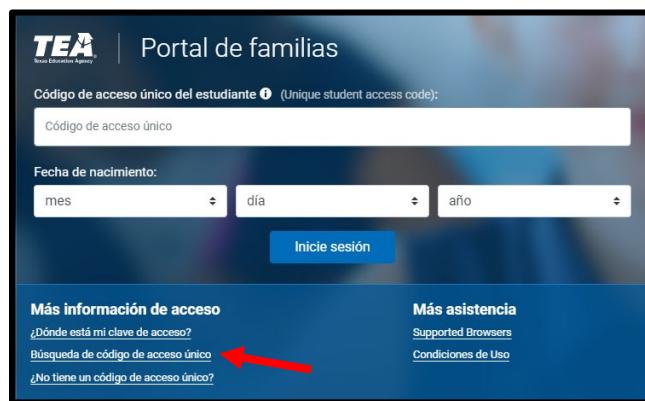 TEA
Texas Education Agency
Portal de familias
Código de acceso único del estudiante (Unique student access code):
Código de acceso único
Fecha de nacimiento:
mes
día
año
Inicie sesión
Más información de acceso
¿Dónde está mi clave de acceso?
Búsqueda de código de acceso único
¿No tiene un código de acceso único?
Más asistencia
Supported Browsers
Condiciones de Uso